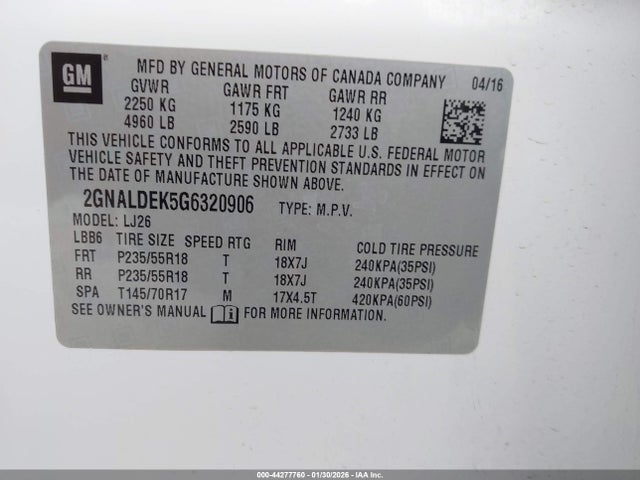 GM
MFD BY GENERAL MOTORS OF CANADA COMPANY 04/16
GVWR GAWR FRT GAWR RR
2250 KG 1175 KG 1240 KG
4960 LB 2590 LB 2733 LB
THIS VEHICLE CONFORMS TO ALL APPLICABLE U.S. FEDERAL MOTOR
VEHICLE SAFETY AND THEFT PREVENTION STANDARDS IN EFFECT ON
THE DATE OF MANUFACTURE SHOWN ABOVE.
2GNALDEK5G6320906 TYPE: M.P.V.
MODEL: LJ26
LBB6 TIRE SIZE SPEED RTG RIM COLD TIRE PRESSURE
FRT P235/55R18 T 18X7J 240KPA(35PSI)
RR P235/55R18 T 18X7J 240KPA(35PSI)
SPA T145/70R17 M 17X4.5T 420KPA(60PSI)
SEE OWNER'S MANUAL FOR MORE INFORMATION.
000-44277760 - 01/30/2026 - IAAI, Inc.